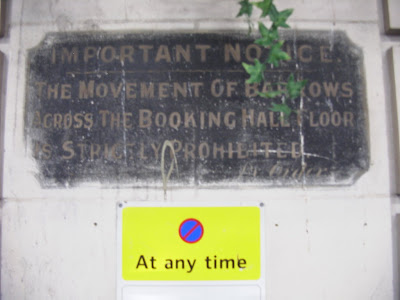 IMPORTANT NOTICE.
THE MOVEMENT OF BARROWS
ACROSS THE BOOKING HALL FLOOR
IS STRICTLY PROHIBITED
At any time